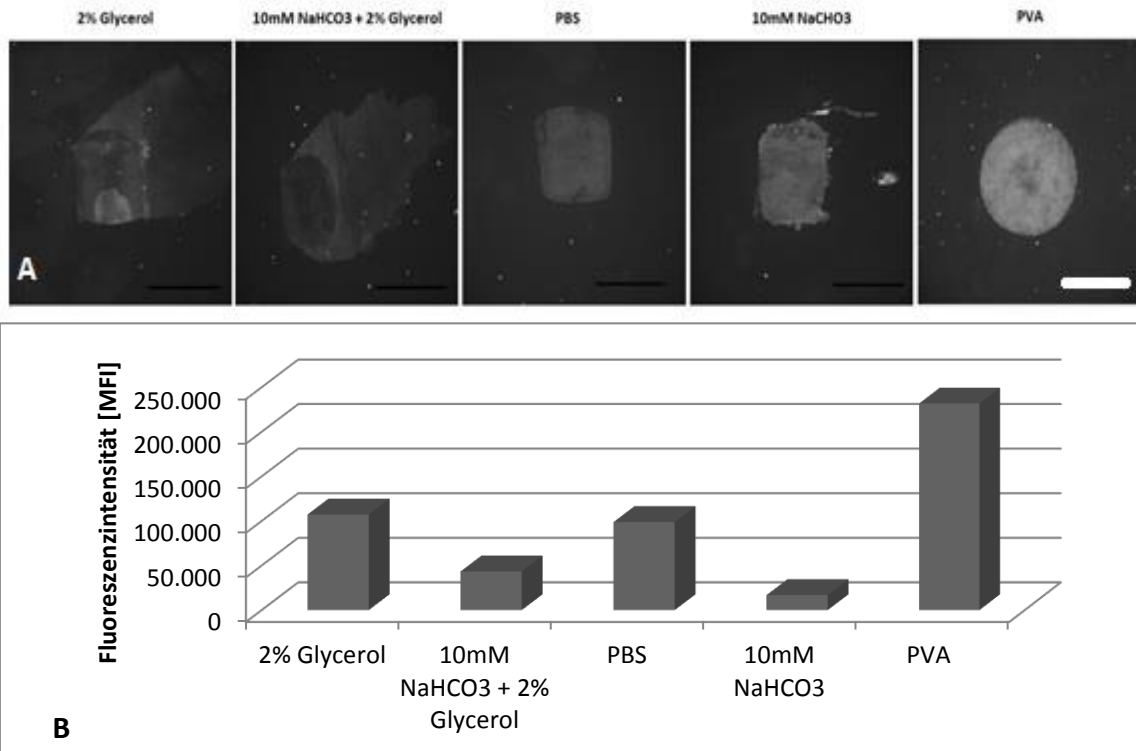 2% Glycerol
10mM NaHCO3 + 2% Glycerol
PBS
10mM NaCHO3
PVA
A
Fluoreszenzintensität [MFI]
250.000
200.000
150.000
100.000
50.000
0
2% Glycerol
10mM
NaHCO3 + 2%
Glycerol
PBS
10mM
NaHCO3
PVA
B